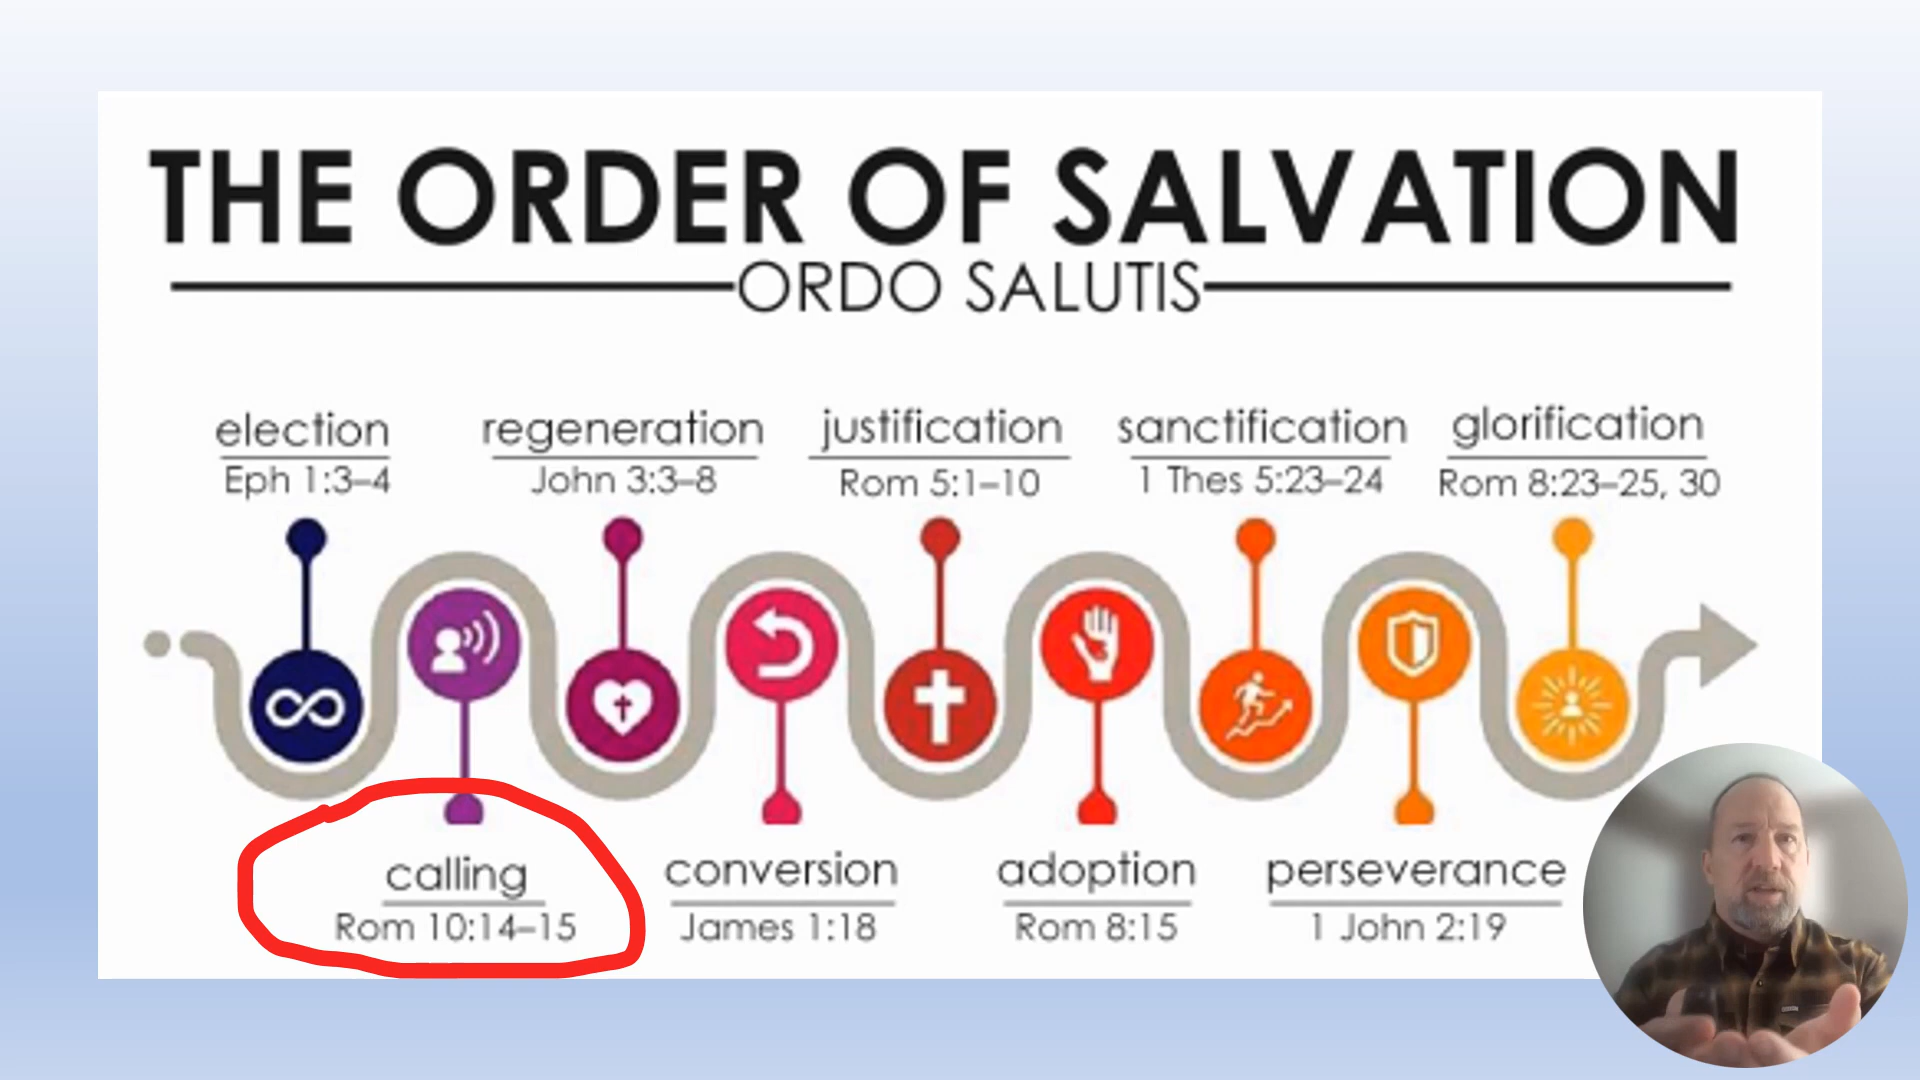 THE ORDER OF SALVATION
ORDO SALUTIS
election
Eph 1:3–4
regeneration
John 3:3–8
justification
Rom 5:1–10
sanctification
1 Thes 5:23–24
glorification
Rom 8:23–25, 30
calling
Rom 10:14–15
conversion
James 1:18
adoption
Rom 8:15
perseverance
1 John 2:19